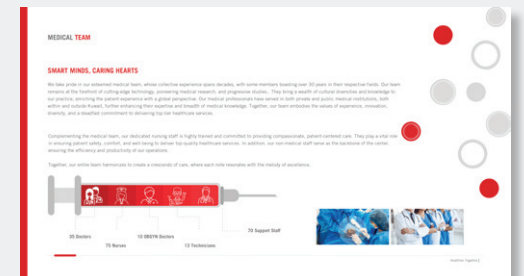 MEDICAL TEAM
SMART MINDS, CARING HEARTS
We take pride in our esteemed medical team, whose collective experience spans decades, with some members boasting over 20 years in their respective fields. Our team
remains at the forefront of cutting-edge technology, pioneering medical research, and progressive studies. They bring a wealth of cultural diversities and knowledge to
our practice, enriching the patient experience with a global perspective. Our medical professionals have served in both private and public medical institutions, both
within and outside Kuwait, further enhancing their expertise and breadth of medical knowledge. Together, our team embodies the values of experience, innovation,
diversity, and a steadfast commitment to delivering top-tier healthcare services.
Complementing the medical team, our dedicated nursing staff is highly trained and committed to providing compassionate, patient-centered care. They play a vital role
in ensuring patient safety, comfort, and well-being to deliver top-quality healthcare services. In addition, our non-medical staff serve as the backbone of the center,
ensuring the efficiency and productivity of our operations.
Together, our entire team harmonizes to create a crescendo of care, where each note resonates with the melody of excellence.
35 Doctors
75 Nurses
10 OBGYN Doctors
13 Technicians
70 Support Staff
Healthier Together